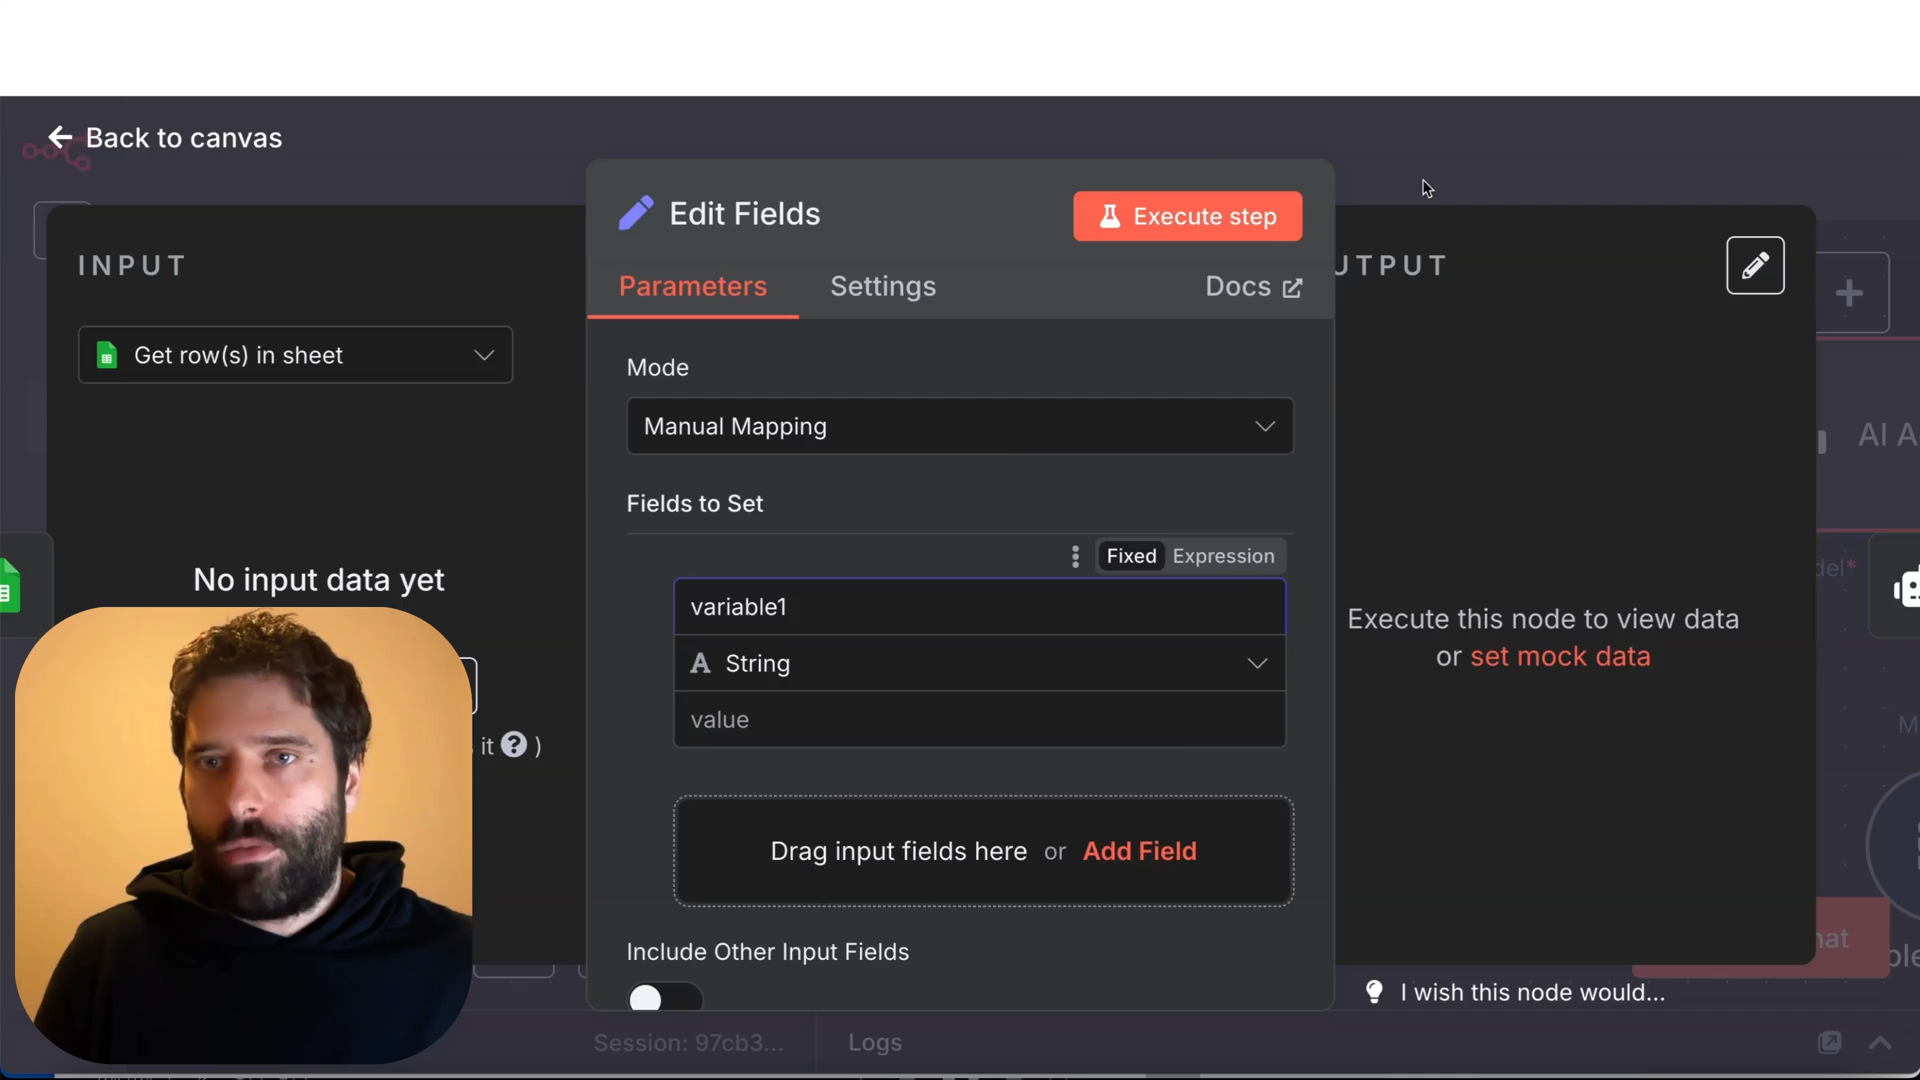 Back to canvas
Edit Fields
Execute step
INPUT
UTPUT
Parameters
Settings
Docs
Get row(s) in sheet
Mode
Manual Mapping
AI A
Fields to Set
Fixed
Expression
No input data yet
del*
variable1
Execute this node to view data
or set mock data
A String
value
it ? )
Drag input fields here or Add Field
hat
Include Other Input Fields
I wish this node would...
Session: 97cb3...
Logs